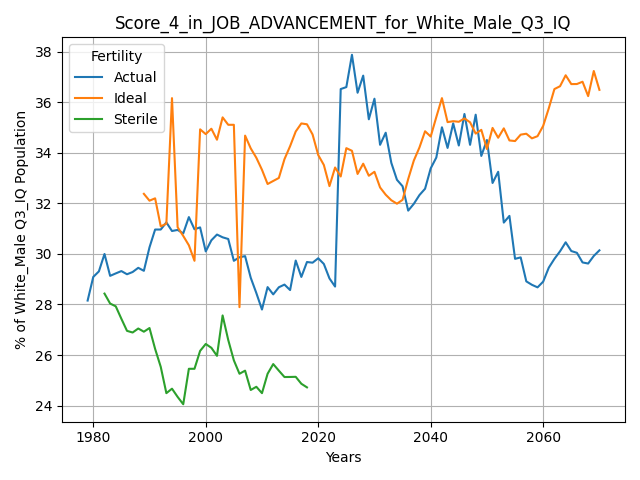 Score_4_in_JOB_ADVANCEMENT_for_White_Male_Q3_IQ
Fertility
Actual
Ideal
Sterile
% of White_Male Q3_IQ Population
38
36
34
32
30
28
26
24
1980
2000
2020
2040
2060
Years